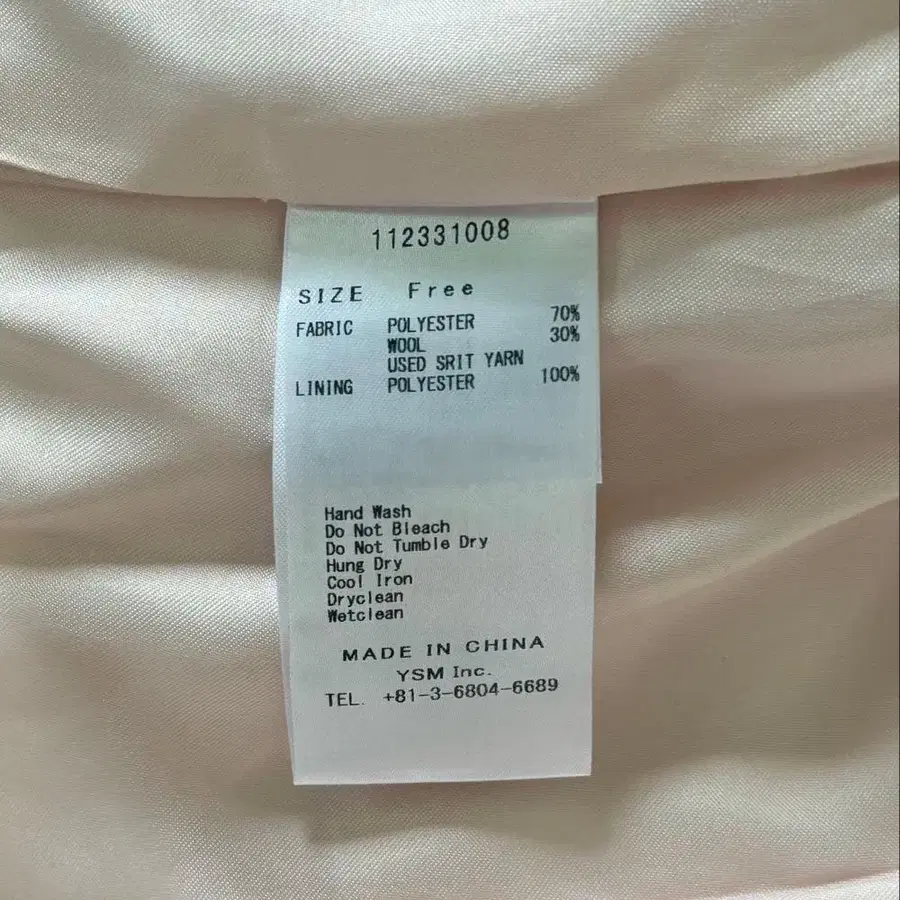 112331008
SIZE Free
FABRIC POLYESTER 70%
WOOL 30%
USED SRIT YARN
LINING POLYESTER 100%
Hand Wash
Do Not Bleach
Do Not Tumble Dry
Hung Dry
Cool Iron
Dryclean
Wetclean
MADE IN CHINA
YSM Inc.
TEL. +81-3-6804-6689